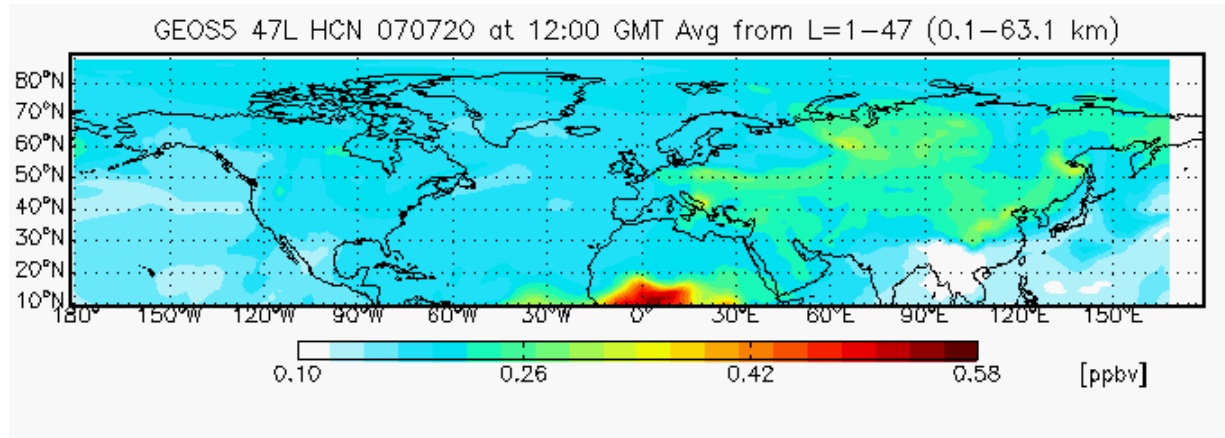 GEOS5 47L HCN 070720 at 12:00 GMT Avg from L=1-47 (0.1-63.1 km)
80°N
70°N
60°N
50°N
40°N
30°N
20°N
10°N
180° 150°W 120°W 90°W 60°W 30°W 0° 30°E 60°E 90°E 120°E 150°E
0.10 0.26 0.42 0.58 [ppbv]